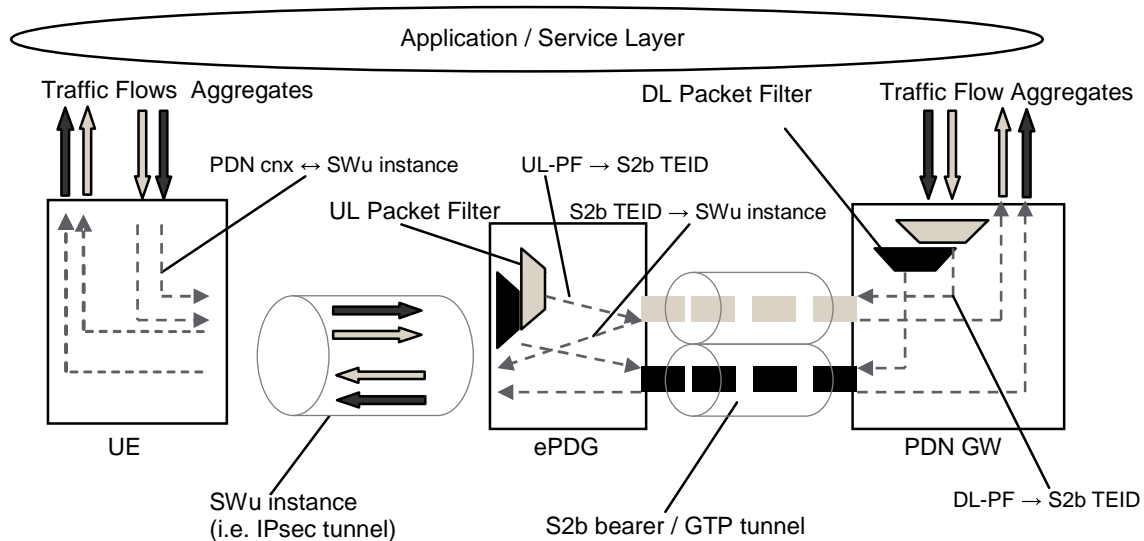 Application / Service Layer
Traffic Flows Aggregates
DL Packet Filter
Traffic Flow Aggregates
PDN cnx ↔ SWu instance
UL-PF → S2b TEID
UL Packet Filter
S2b TEID → SWu instance
UE
ePDG
PDN GW
SWu instance
(i.e. IPsec tunnel)
S2b bearer / GTP tunnel
DL-PF → S2b TEID